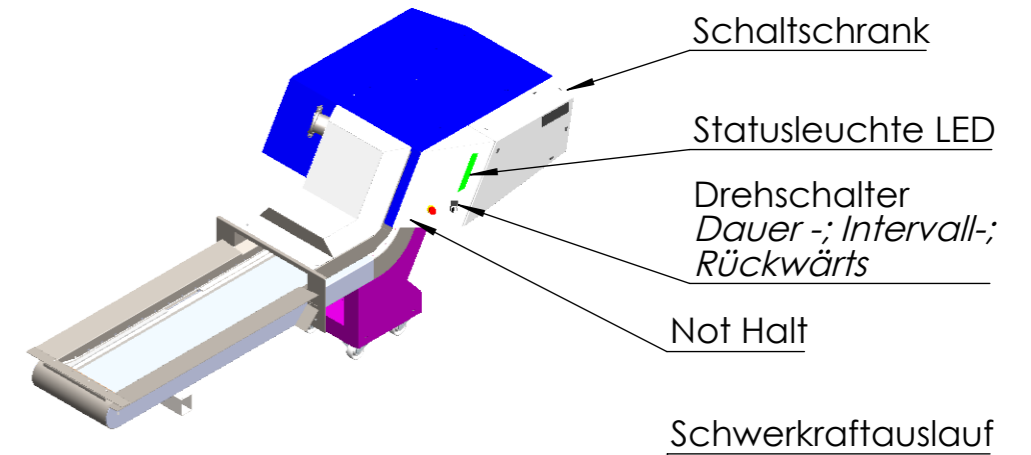 Schaltschrank
Statusleuchte LED
Drehschalter
Dauer -; Intervall-;
Rückwärts
Not Halt
Schwerkraftauslauf